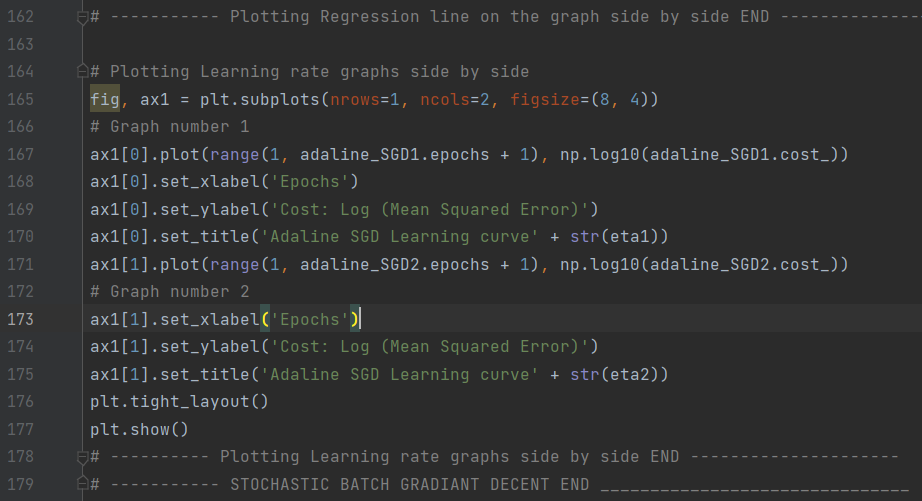 162 # ----------- Plotting Regression line on the graph side by side END ---------------
163
164 # Plotting Learning rate graphs side by side
165 fig, ax1 = plt.subplots(nrows=1, ncols=2, figsize=(8, 4))
166 # Graph number 1
167 ax1[0].plot(range(1, adaline_SGD1.epochs + 1), np.log10(adaline_SGD1.cost_))
168 ax1[0].set_xlabel('Epochs')
169 ax1[0].set_ylabel('Cost: Log (Mean Squared Error)')
170 ax1[0].set_title('Adaline SGD Learning curve' + str(eta1))
171 ax1[1].plot(range(1, adaline_SGD2.epochs + 1), np.log10(adaline_SGD2.cost_))
172 # Graph number 2
173 ax1[1].set_xlabel('Epochs')
174 ax1[1].set_ylabel('Cost: Log (Mean Squared Error)')
175 ax1[1].set_title('Adaline SGD Learning curve' + str(eta2))
176 plt.tight_layout()
177 plt.show()
178 # ---------- Plotting Learning rate graphs side by side END ---------------------
179 # ----------- STOCHASTIC BATCH GRADIANT DECENT END _______________________________